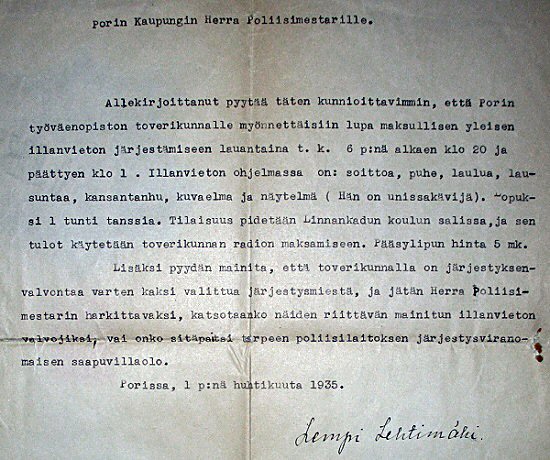 Porin Kaupungin Herra Poliisimestarille.
Allekirjoittanut pyytää täten kunnioittavimmin, että Porin
työväenopiston toverikunnalle myönnettäisiin lupa maksullisen yleisen
illanvieton järjestämiseen lauantaina t. k. 6 p:nä alkaen klo 20 ja
päättyen klo 1 . Illanvieton ohjelmassa on: soittoa, puhe, laulua, lau-
suntaa, kansantanhu, kuvaelma ja näytelmä ( Hän on unissakävijä). Lopuk-
si 1 tunti tanssia. Tilaisuus pidetään Linnankadun koulun salissa,ja sen
tulot käytetään toverikunnan radion maksamiseen. Pääsylipun hinta 5 mk.
Lisäksi pyydän mainita, että toverikunnalla on järjestyksen-
valvontaa varten kaksi valittua järjestysmiestä, ja jätän Herra Poliisi-
mestarin harkittavaksi, katsotaanko näiden riittävän mainitun illanvieton
valvojiksi, vai onko sitäpaitsi tarpeen poliisilaitoksen järjestysvirano-
maisen saapuvillaolo.
Porissa, 1 p:nä huhtikuuta 1935.
Lempi Lehtimäki.